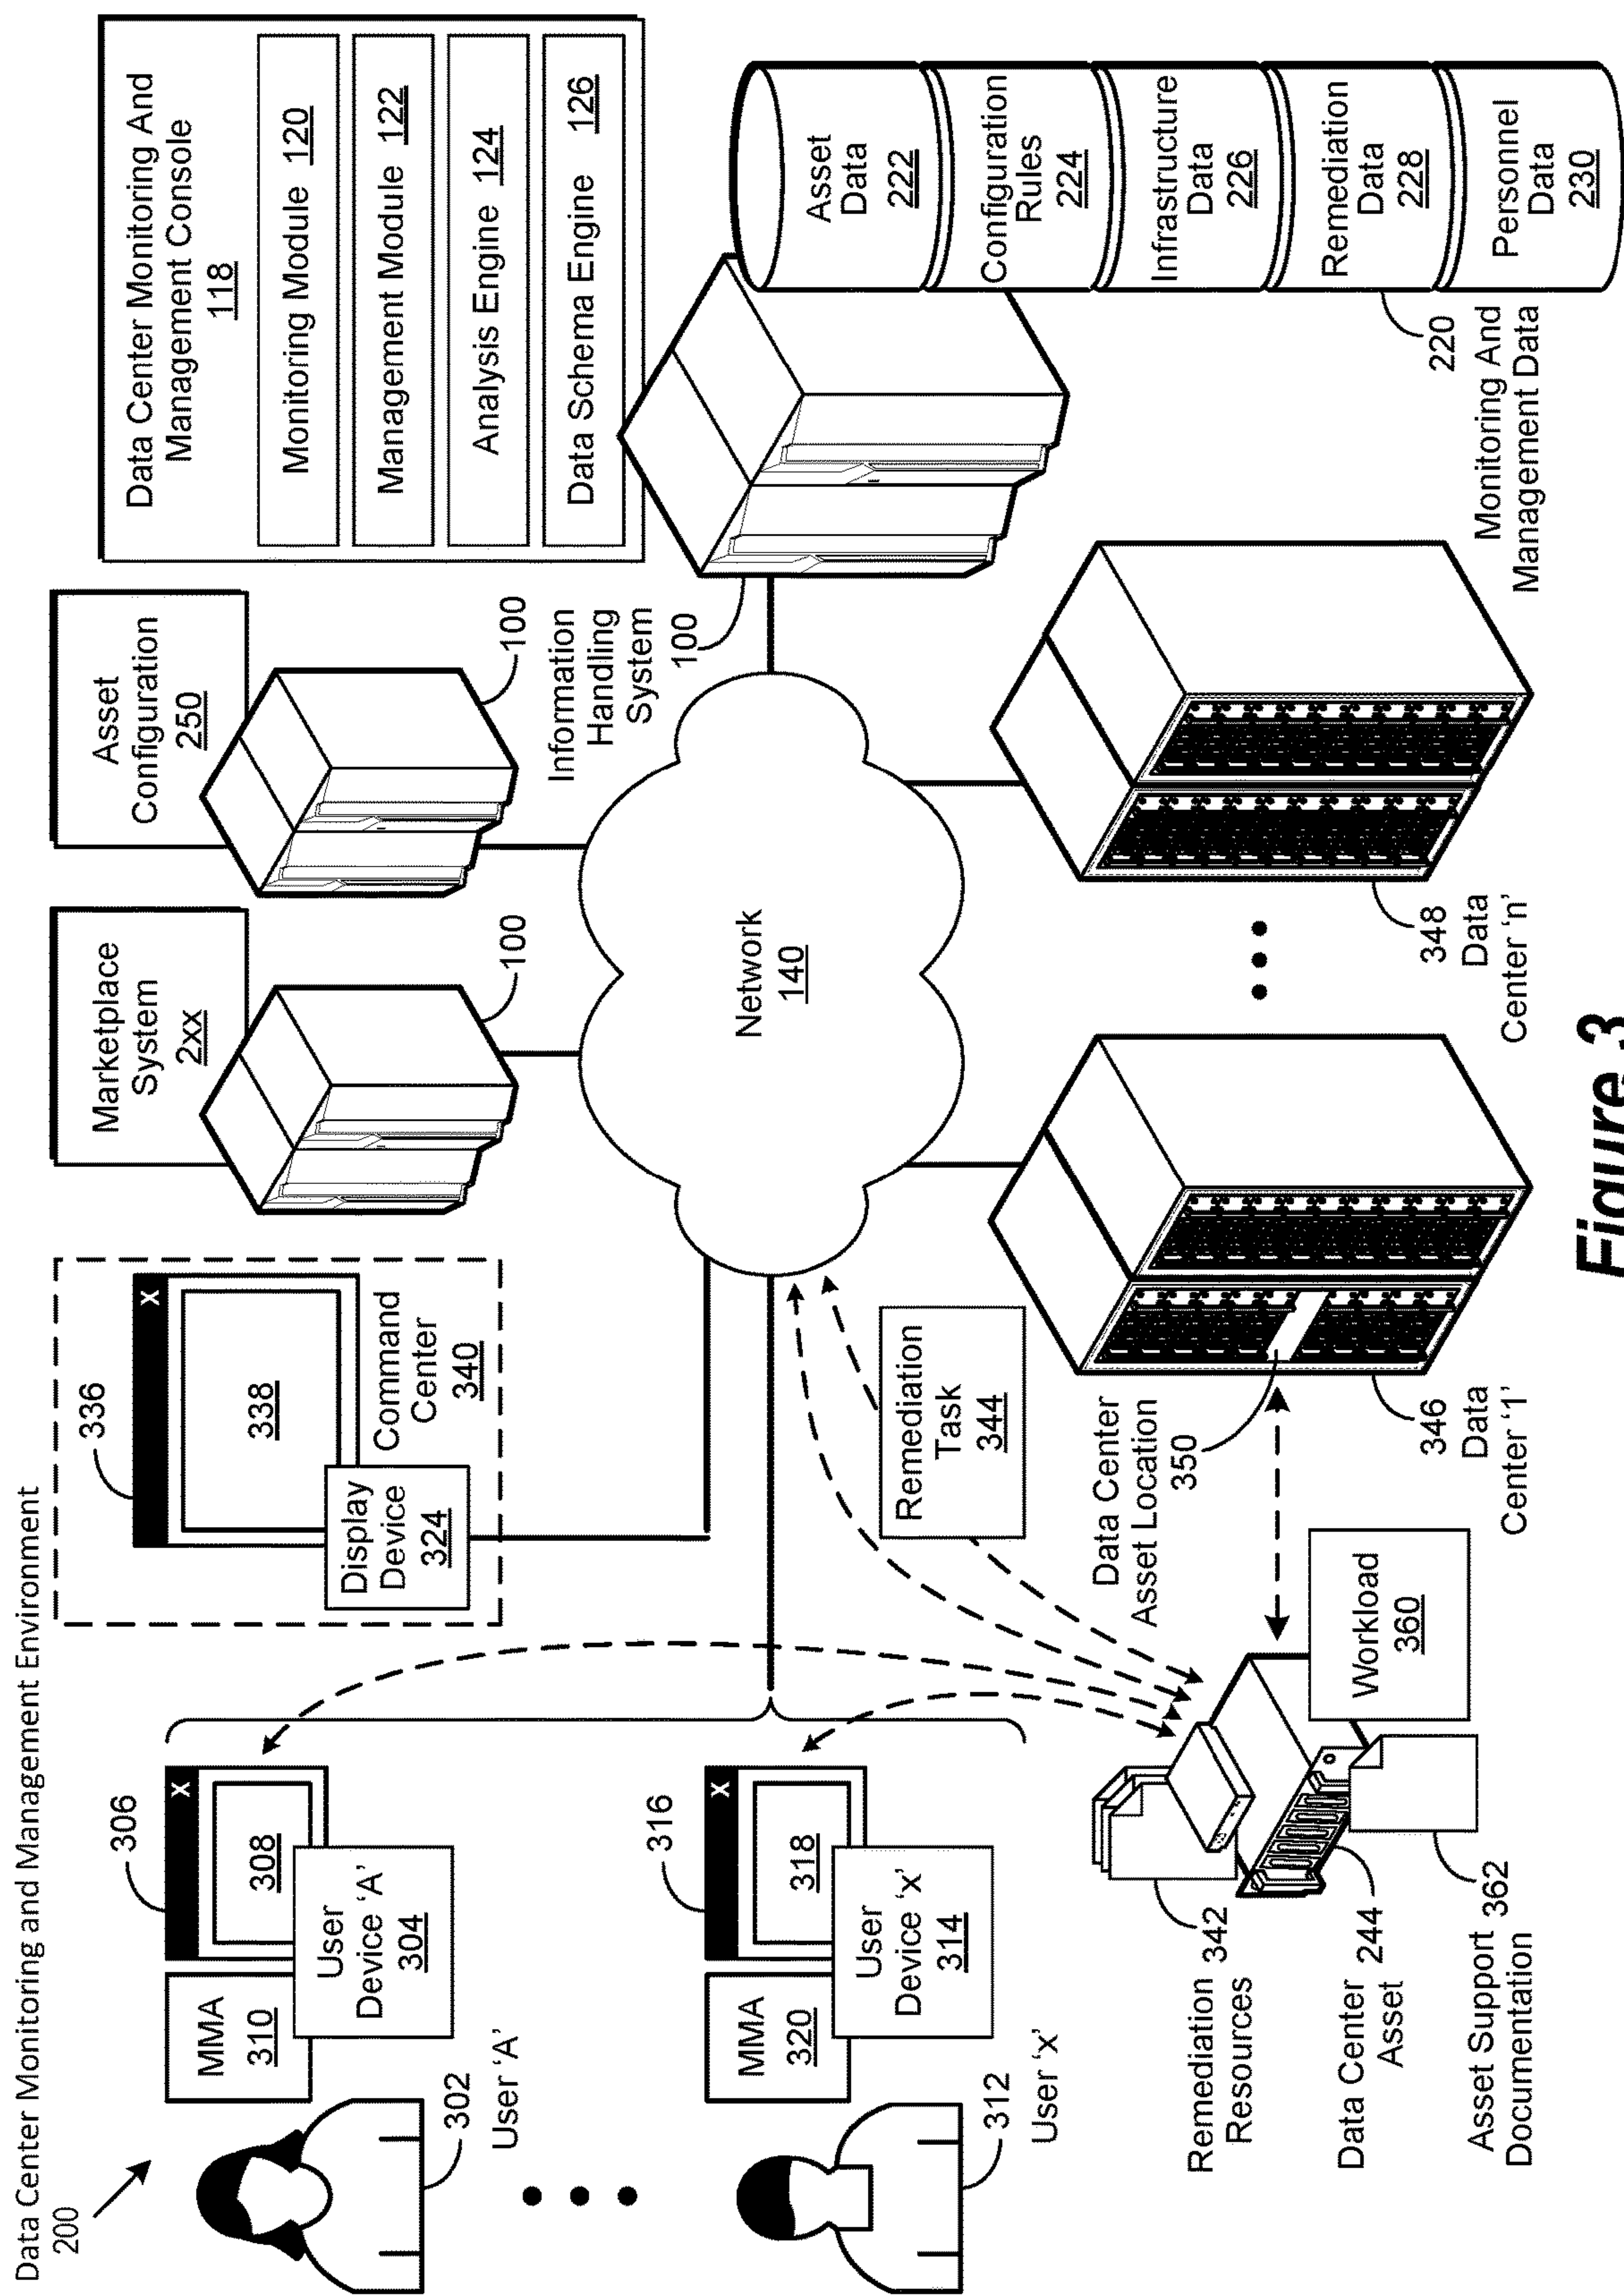 Data Center Monitoring and Management Environment
200
302
User 'A'
MMA
310
306
X
308
User
Device 'A'
304
312
User 'x'
MMA
320
316
X
318
User
Device 'x'
314
336
X
338
Display
Device
324
Command
Center
340
Marketplace
System
2xx
100
Asset
Configuration
250
100
Information
Handling
System
100
Data Center Monitoring And
Management Console
118
Monitoring Module 120
Management Module 122
Analysis Engine 124
Data Schema Engine 126
Network
140
Asset
Data
222
Configuration
Rules
224
Infrastructure
Data
226
Remediation
Data
228
Personnel
Data
230
220
Monitoring And
Management Data
Remediation
Task
344
Remediation 342
Resources
Data Center 244
Asset
Asset Support 362
Documentation
Workload
360
Data Center
Asset Location
350
346
Data
Center '1'
348
Data
Center 'n'
Figure 3